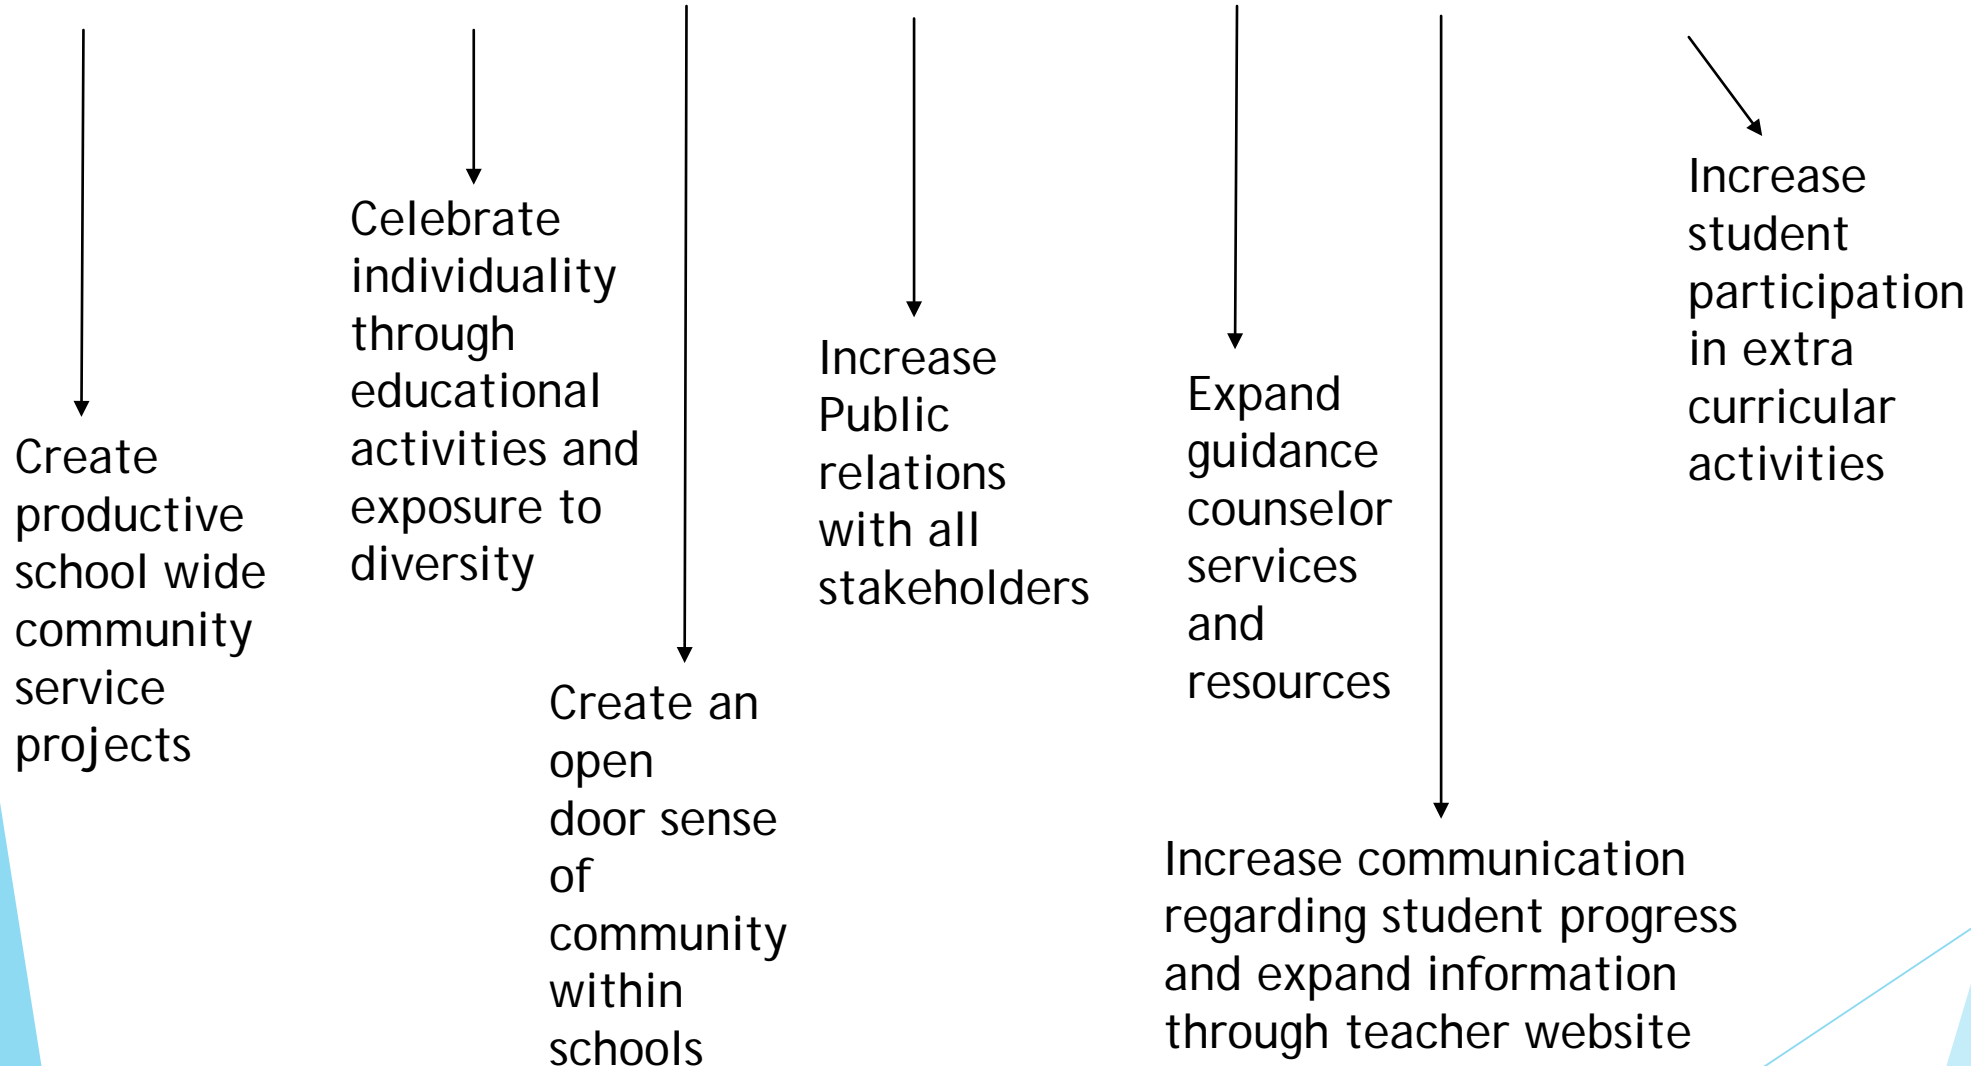 Create
productive
school wide
community
service
projects
Celebrate
individuality
through
educational
activities and
exposure to
diversity
Create an
open
door sense
of
community
within
schools
Increase
Public
relations
with all
stakeholders
Expand
guidance
counselor
services
and
resources
Increase communication
regarding student progress
and expand information
through teacher website
Increase
student
participation
in extra
curricular
activities